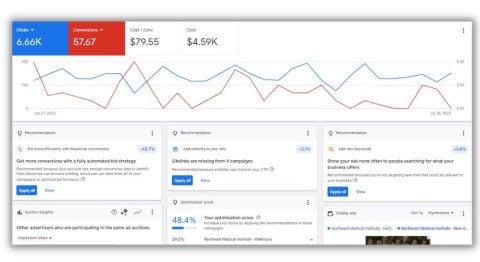 Clicks
6.66K
Conversions
57.67
Cost / conv.
$79.55
Cost
$4.59K
200
100
0
4.00
2.00
0.00
Jun 27, 2022
Jul 26, 2022
Recommendation
Bid more efficiently with Maximize conversions
+10.7%
Get more conversions with a fully automated bid strategy
Recommended because your account has enough conversion data to benefit
from Maximize conversions bidding, which can use data from all of your
campaigns to optimize performance
Apply all
View
Recommendation
Add sitelinks to your ads
+2.1%
Sitelinks are missing from 4 campaigns
Recommended because sitelinks can improve your CTR
Apply all
View
Recommendation
Add new keywords
Show your ads more often to people searching for what your
business offers
Recommended because you're not targeting searches that could be relevant to
your business
Apply all
View
Auction insights
Other advertisers who are participating in the same ad auctions
Impression share
Optimization score
48.4%
Your optimization score
Increase your score by applying the recommendations in these
campaigns
Northeast Medical Institute - Waterbury
Display ads
Sort by
Impressions
Northeast Medical Institute
Northeast Medical Institute - New